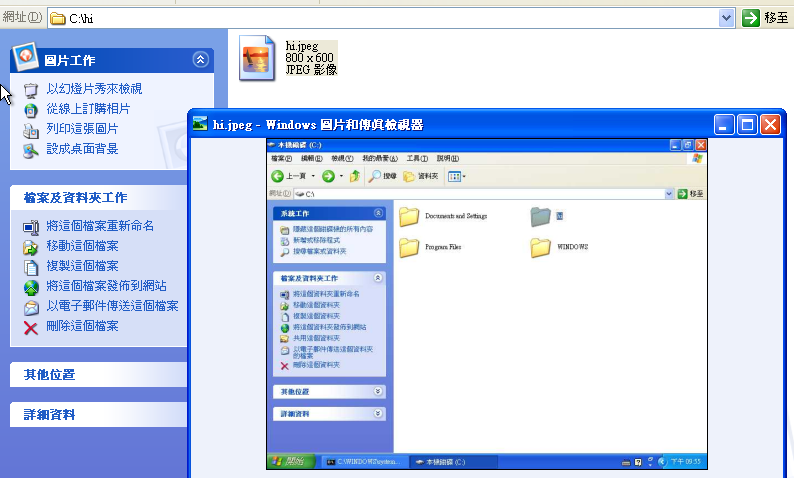 網址(D)
C:\hi
移至
圖片工作
以幻燈片秀來檢視
從線上訂購相片
列印這張圖片
設成桌面背景
檔案及資料夾工作
將這個檔案重新命名
移動這個檔案
複製這個檔案
將這個檔案發佈到網站
以電子郵件傳送這個檔案
刪除這個檔案
其他位置
詳細資料
hi.jpeg
800 x 600
JPEG 影像
hi.jpeg - Windows 圖片和傳真檢視器
本機磁碟 (C:)
檔案(F) 編輯(E) 檢視(V) 我的最愛(A) 工具(T) 說明(H)
上一頁 搜尋 資料夾
網址(D) C:\ 移至
系統工作
隱藏這個磁碟機的所有內容
新增或移除程式
搜尋檔案或資料夾
檔案及資料夾工作
將這個資料夾重新命名
移動這個資料夾
複製這個資料夾
將這個資料夾發佈到網站
共用這個資料夾
以電子郵件傳送這個資料夾
的檔案
刪除這個資料夾
其他位置
詳細資料
Documents and Settings
hi
Program Files
WINDOWS
開始
C:\WINDOWS\system...
本機磁碟 (C:)
下午 09:55